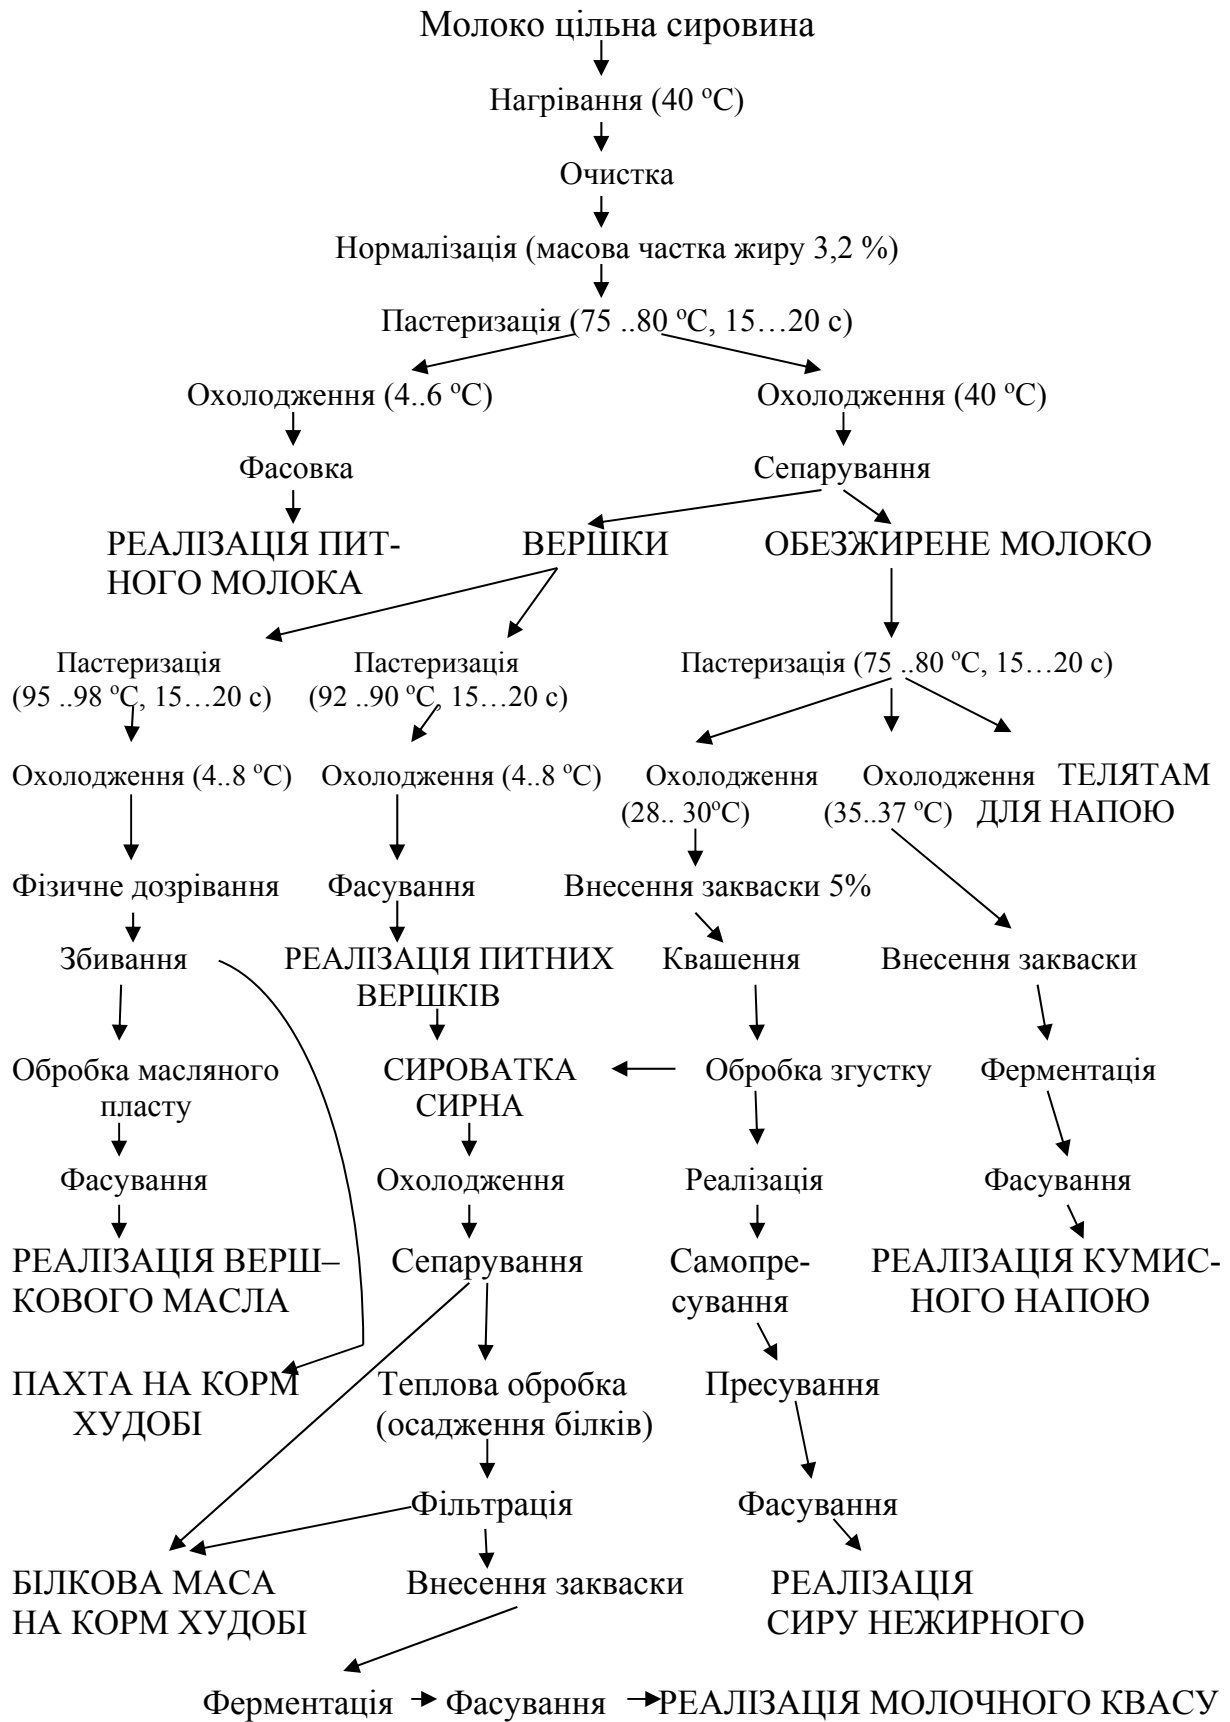 Молоко цільна сировина
Нагрівання (40 ºС)
Очистка
Нормалізація (масова частка жиру 3,2 %)
Пастеризація (75 ..80 ºС, 15…20 с)
Охолодження (4..6 ºС) Охолодження (40 ºС)
Фасовка Сепарування
РЕАЛІЗАЦІЯ ПИТ- ВЕРШКИ ОБЕЗЖИРЕНЕ МОЛОКО
НОГО МОЛОКА
Пастеризація Пастеризація Пастеризація (75 ..80 ºС, 15…20 с)
(95 ..98 ºС, 15…20 с) (92 ..90 ºС, 15…20 с)
Охолодження (4..8 ºС) Охолодження (4..8 ºС) Охолодження Охолодження ТЕЛЯТАМ
(28.. 30ºС) (35..37 ºС) ДЛЯ НАПОЮ
Фізичне дозрівання Фасування Внесення закваски 5%
Збивання РЕАЛІЗАЦІЯ ПИТНИХ Квашення Внесення закваски
ВЕРШКІВ
Обробка масляного СИРОВАТКА Обробка згустку Ферментація
пласту СИРНА
Фасування Охолодження Реалізація Фасування
РЕАЛІЗАЦІЯ ВЕРШ– Сепарування Самопре- РЕАЛІЗАЦІЯ КУМИС-
КОВОГО МАСЛА сування НОГО НАПОЮ
ПАХТА НА КОРМ Теплова обробка Пресування
ХУДОБІ (осадження білків)
Фільтрація Фасування
БІЛКОВА МАСА Внесення закваски РЕАЛІЗАЦІЯ
НА КОРМ ХУДОБІ СИРУ НЕЖИРНОГО
Ферментація Фасування РЕАЛІЗАЦІЯ МОЛОЧНОГО КВАСУ